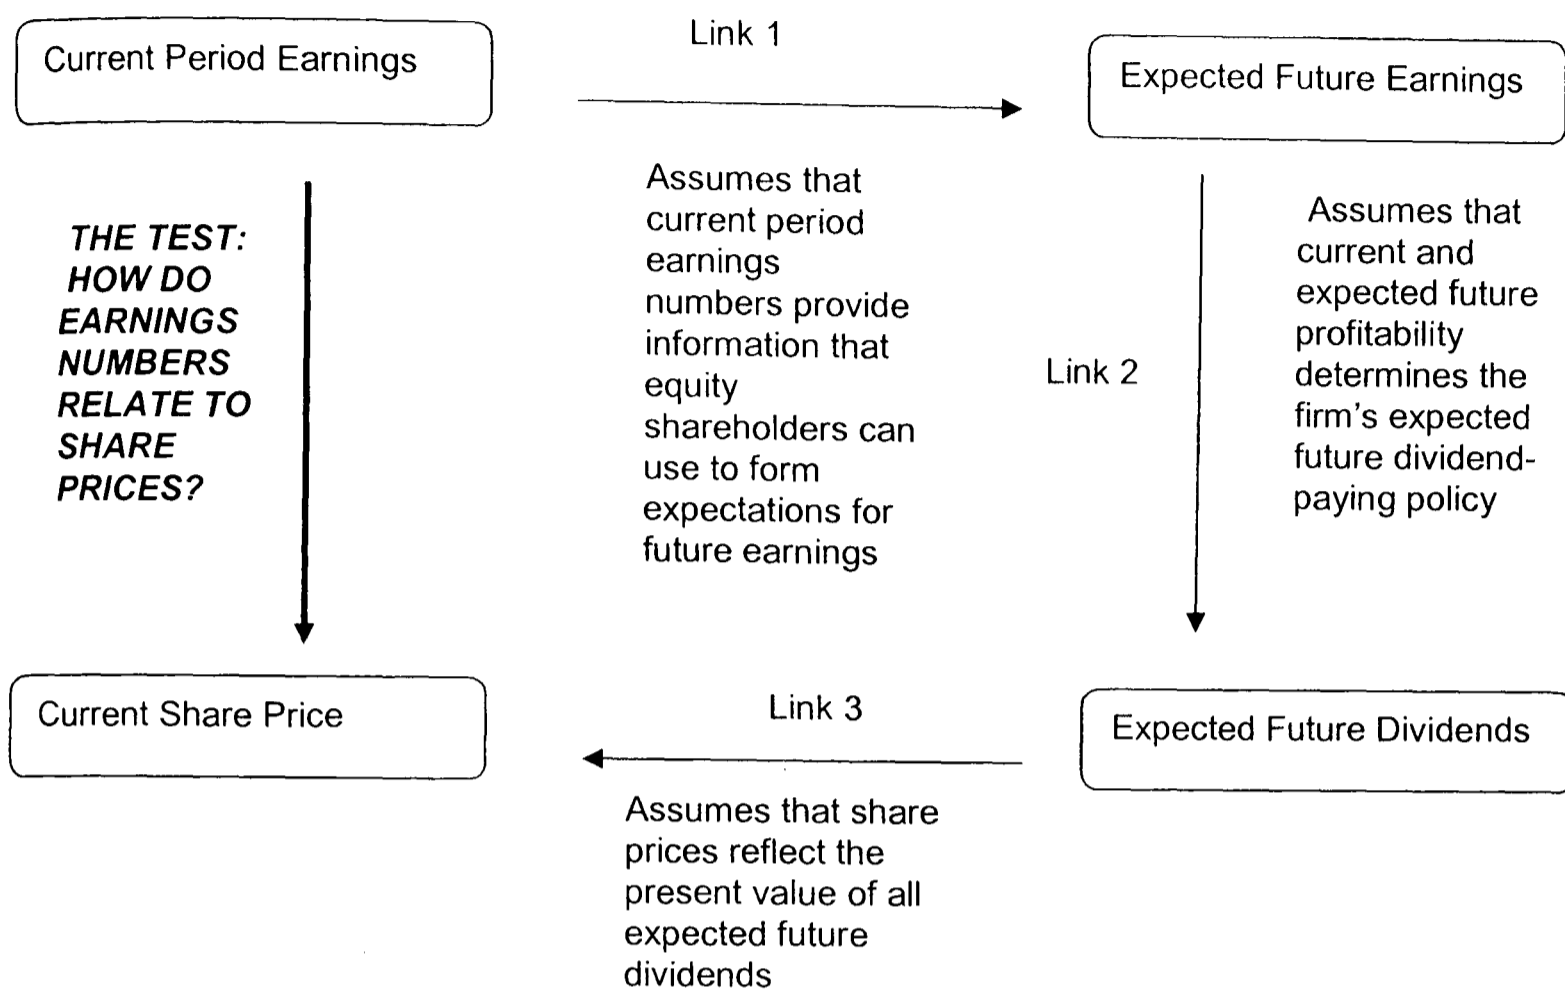 Link 1
Current Period Earnings
Expected Future Earnings
THE TEST:
HOW DO
EARNINGS
NUMBERS
RELATE TO
SHARE
PRICES?
Assumes that
current period
earnings
numbers provide
information that
equity
shareholders can
use to form
expectations for
future earnings
Link 2
Assumes that
current and
expected future
profitability
determines the
firm's expected
future dividend-
paying policy
Current Share Price
Link 3
Expected Future Dividends
Assumes that share
prices reflect the
present value of all
expected future
dividends